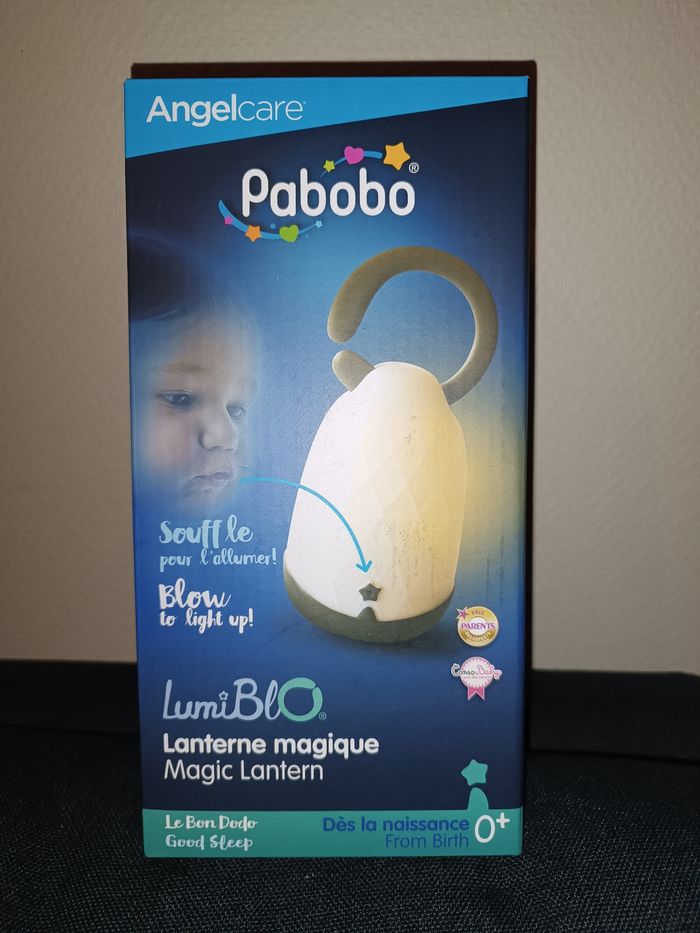 Angelcare®
Pabobo®
Souffle
pour l'allumer!
Blow
to light up!
PARENTS
ConsoBaby
LumiBlO®
Lanterne magique
Magic Lantern
Le Bon Dodo
Good Sleep
Dès la naissance
From Birth
0+